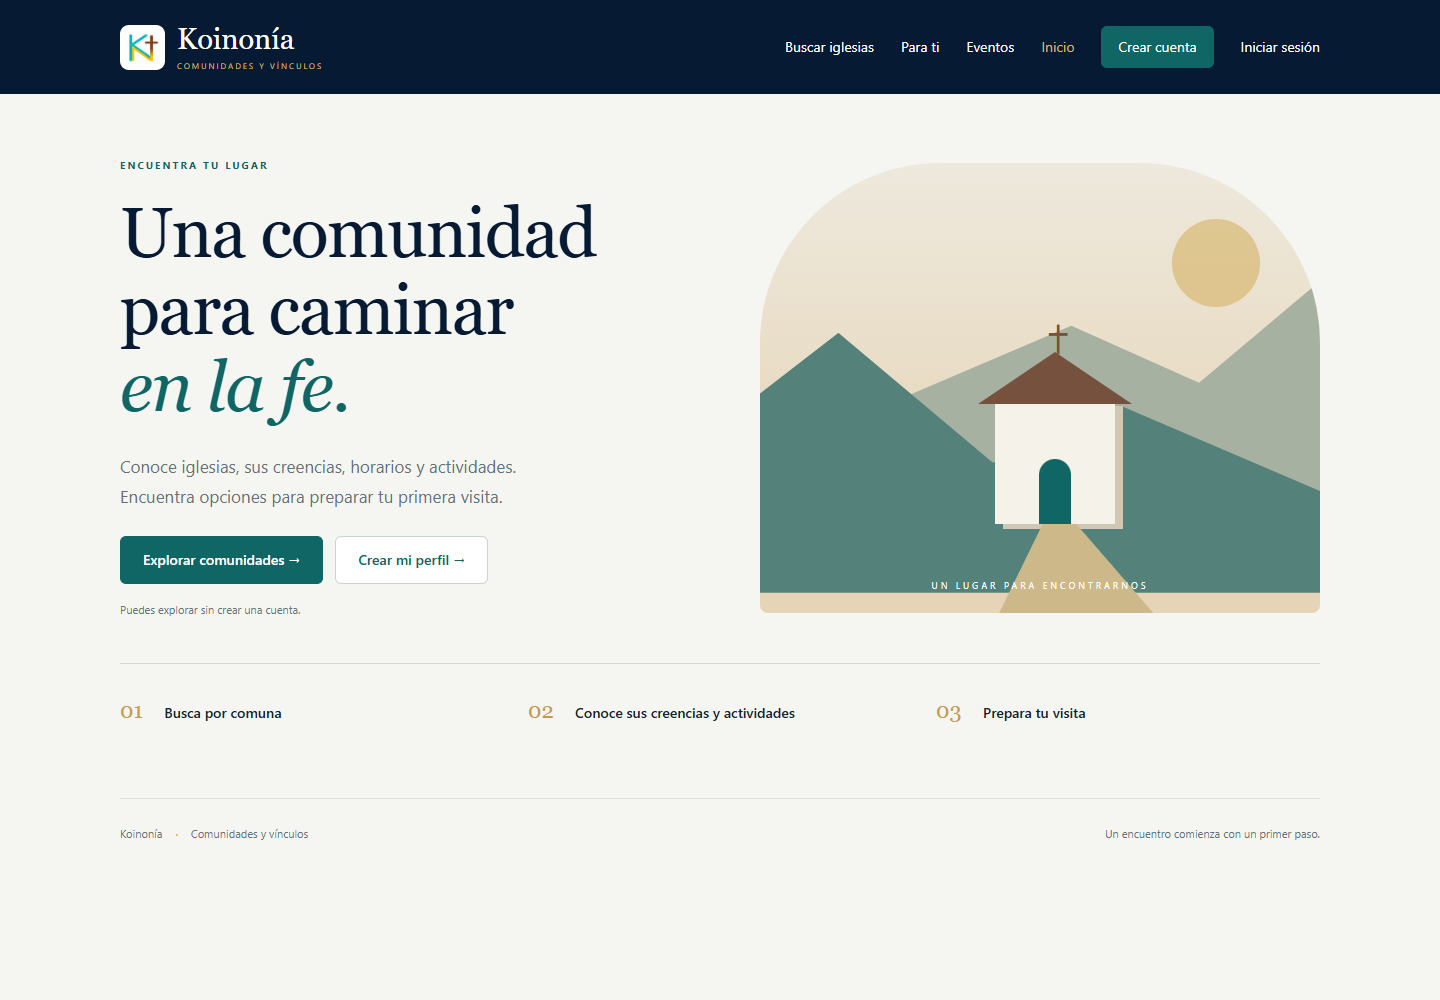 Koinonía
COMUNIDADES Y VÍNCULOS
Buscar iglesias
Para ti
Eventos
Inicio
Crear cuenta
Iniciar sesión
ENCUENTRA TU LUGAR
Una comunidad
para caminar
en la fe.
Conoce iglesias, sus creencias, horarios y actividades.
Encuentra opciones para preparar tu primera visita.
Explorar comunidades →
Crear mi perfil →
Puedes explorar sin crear una cuenta.
UN LUGAR PARA ENCONTRARNOS
01 Busca por comuna
02 Conoce sus creencias y actividades
03 Prepara tu visita
Koinonía · Comunidades y vínculos
Un encuentro comienza con un primer paso.